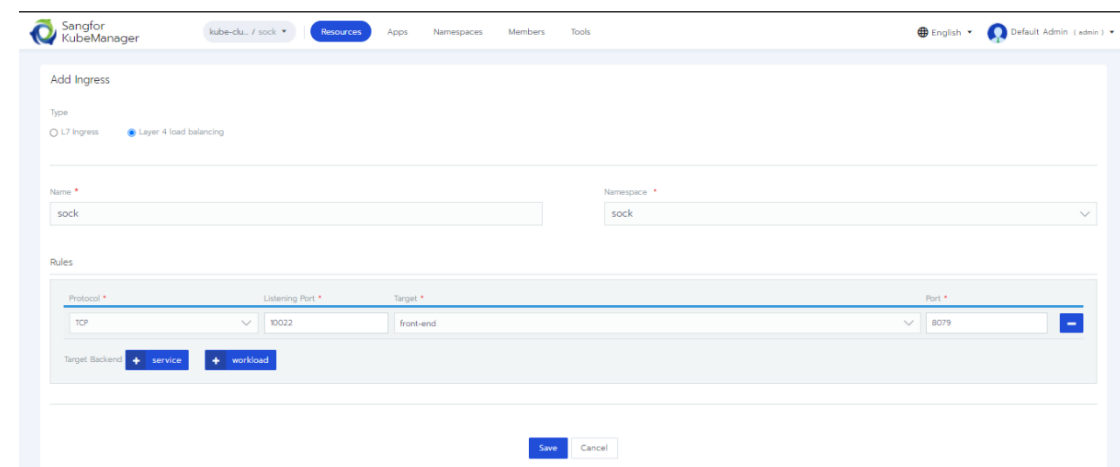 Sangfor
KubeManager
kube-clu.. / sock
Resources
Apps
Namespaces
Members
Tools
English
Default Admin ( admin )
Add Ingress
Type
L7 Ingress
Layer 4 load balancing
Name *
Namespace *
sock
sock
Rules
Protocol *
Listening Port *
Target *
Port *
TCP
10022
front-end
8079
Target Backend
+ service
+ workload
Save
Cancel